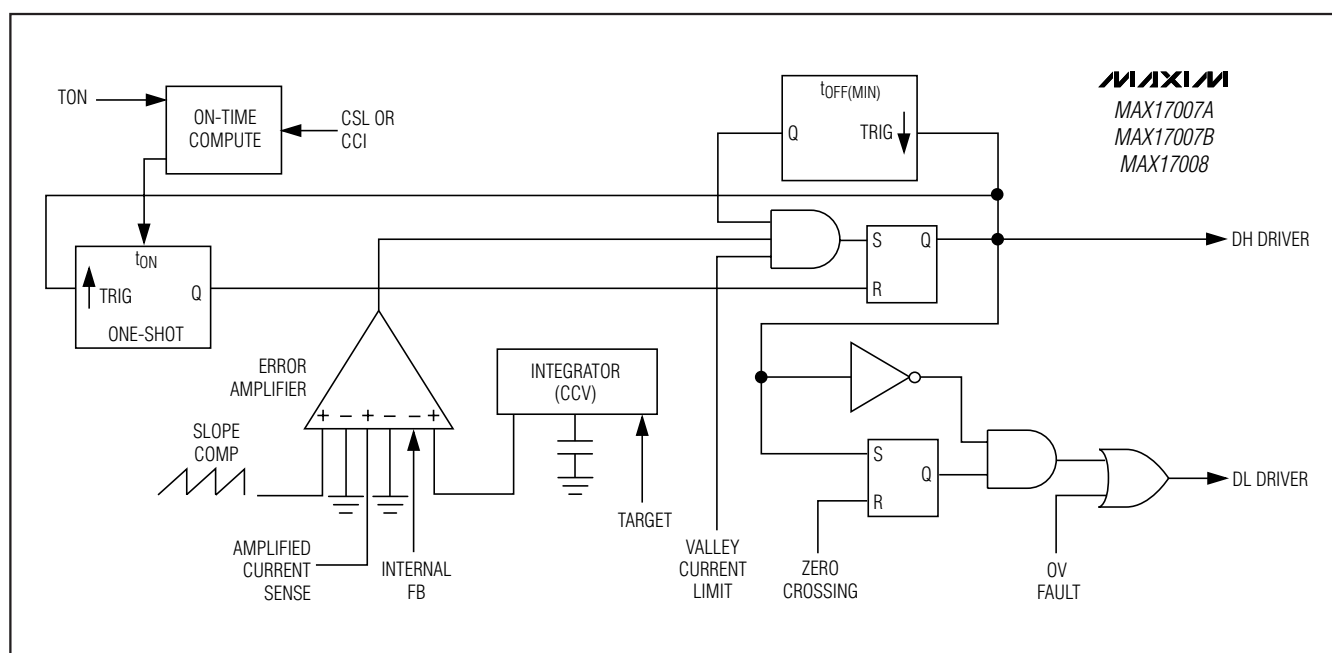 MAXIM
MAX17007A
MAX17007B
MAX17008
TON
ON-TIME
COMPUTE
CSL OR
CCI
tOFF(MIN)
Q
TRIG
tON
TRIG
Q
ONE-SHOT
S
Q
R
DH DRIVER
ERROR
AMPLIFIER
+ − + − − +
INTEGRATOR
(CCV)
SLOPE
COMP
AMPLIFIED
CURRENT
SENSE
INTERNAL
FB
TARGET
VALLEY
CURRENT
LIMIT
S
Q
R
ZERO
CROSSING
OV
FAULT
DL DRIVER